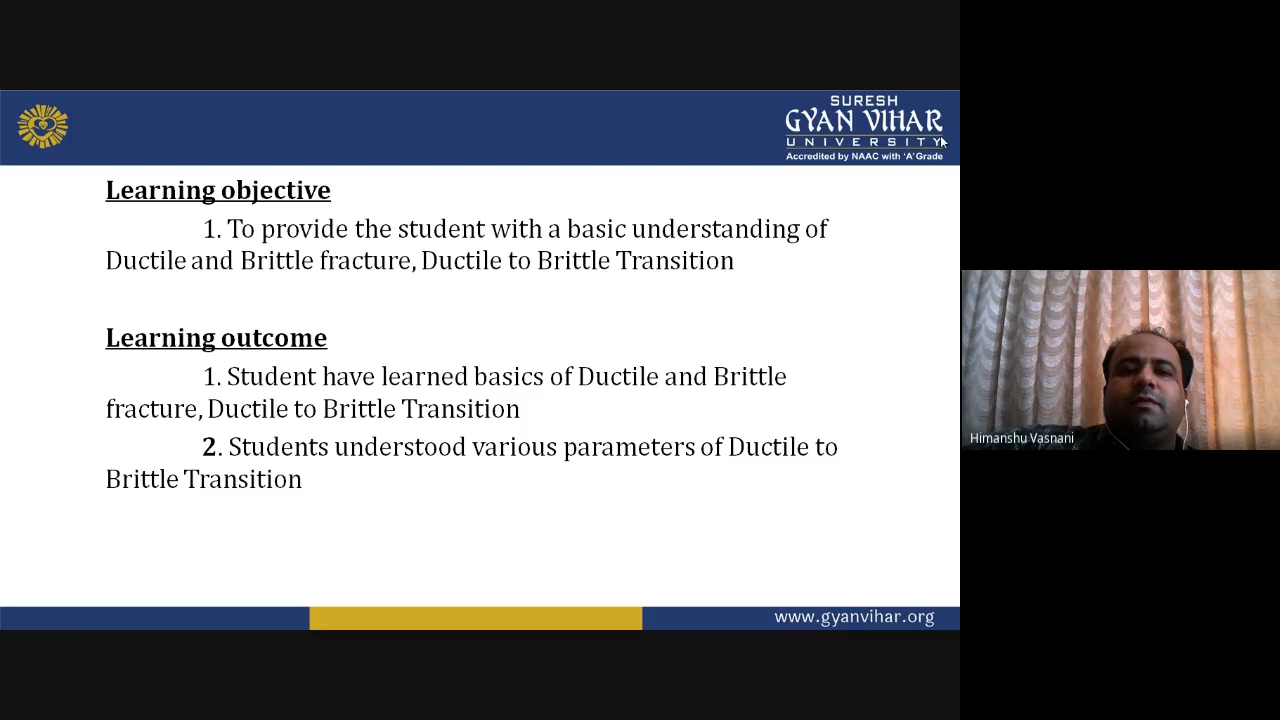 SURESH
GYAN VIHAR
UNIVERSITY
Accredited by NAAC with 'A' Grade
Learning objective
1. To provide the student with a basic understanding of
Ductile and Brittle fracture, Ductile to Brittle Transition
Learning outcome
1. Student have learned basics of Ductile and Brittle
fracture, Ductile to Brittle Transition
2. Students understood various parameters of Ductile to
Brittle Transition
www.gyanvihar.org
Himanshu Vasnani